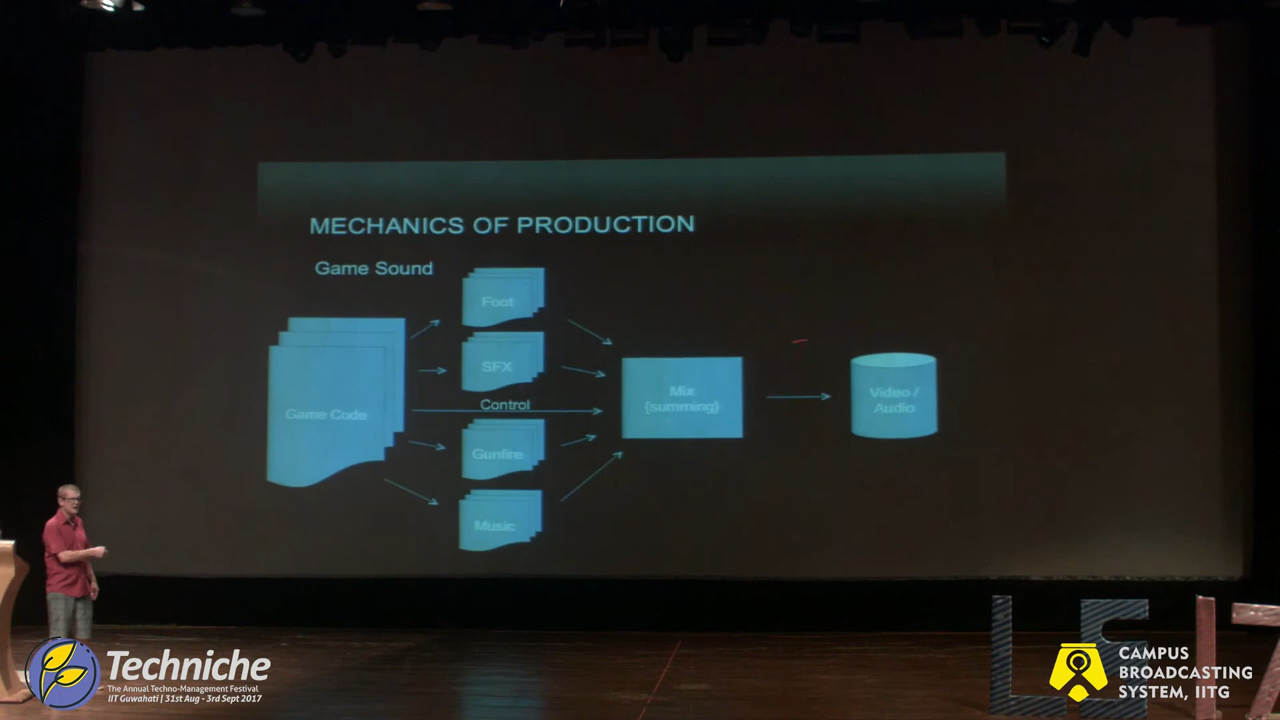 MECHANICS OF PRODUCTION
Game Sound
Foot
SFX
Game Code
Control
Mix
(summing)
Video /
Audio
Gunfire
Music
Techniche
The Annual Techno-Management Festival
IIT Guwahati | 31st Aug - 3rd Sept 2017
CAMPUS
BROADCASTING
SYSTEM, IITG
LE17